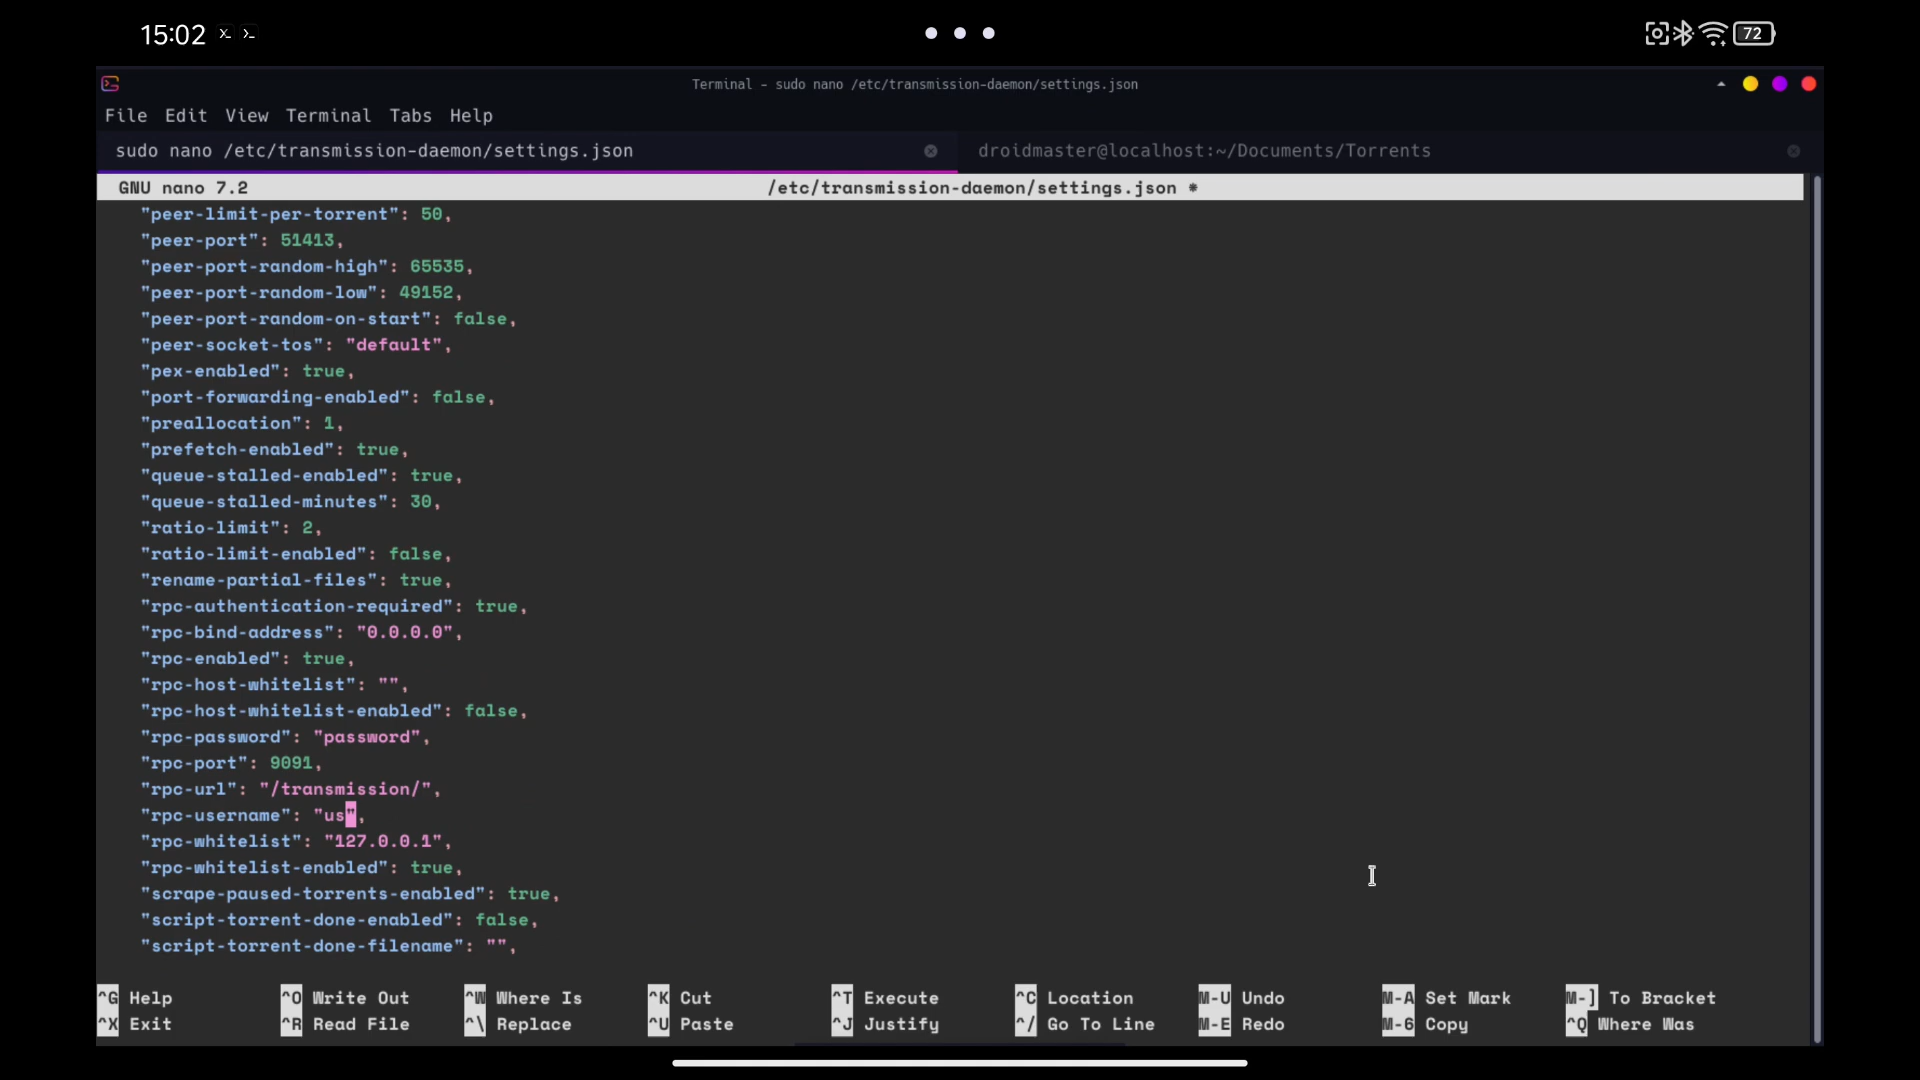 15:02
72
Terminal - sudo nano /etc/transmission-daemon/settings.json
File Edit View Terminal Tabs Help
sudo nano /etc/transmission-daemon/settings.json
droidmaster@localhost:~/Documents/Torrents
GNU nano 7.2 /etc/transmission-daemon/settings.json *
"peer-limit-per-torrent": 50,
"peer-port": 51413,
"peer-port-random-high": 65535,
"peer-port-random-low": 49152,
"peer-port-random-on-start": false,
"peer-socket-tos": "default",
"pex-enabled": true,
"port-forwarding-enabled": false,
"preallocation": 1,
"prefetch-enabled": true,
"queue-stalled-enabled": true,
"queue-stalled-minutes": 30,
"ratio-limit": 2,
"ratio-limit-enabled": false,
"rename-partial-files": true,
"rpc-authentication-required": true,
"rpc-bind-address": "0.0.0.0",
"rpc-enabled": true,
"rpc-host-whitelist": "",
"rpc-host-whitelist-enabled": false,
"rpc-password": "password",
"rpc-port": 9091,
"rpc-url": "/transmission/",
"rpc-username": "us",
"rpc-whitelist": "127.0.0.1",
"rpc-whitelist-enabled": true,
"scrape-paused-torrents-enabled": true,
"script-torrent-done-enabled": false,
"script-torrent-done-filename": "",
^G Help ^O Write Out ^W Where Is ^K Cut ^T Execute ^C Location M-U Undo M-A Set Mark M-] To Bracket
^X Exit ^R Read File ^\ Replace ^U Paste ^J Justify ^/ Go To Line M-E Redo M-6 Copy ^Q Where Was